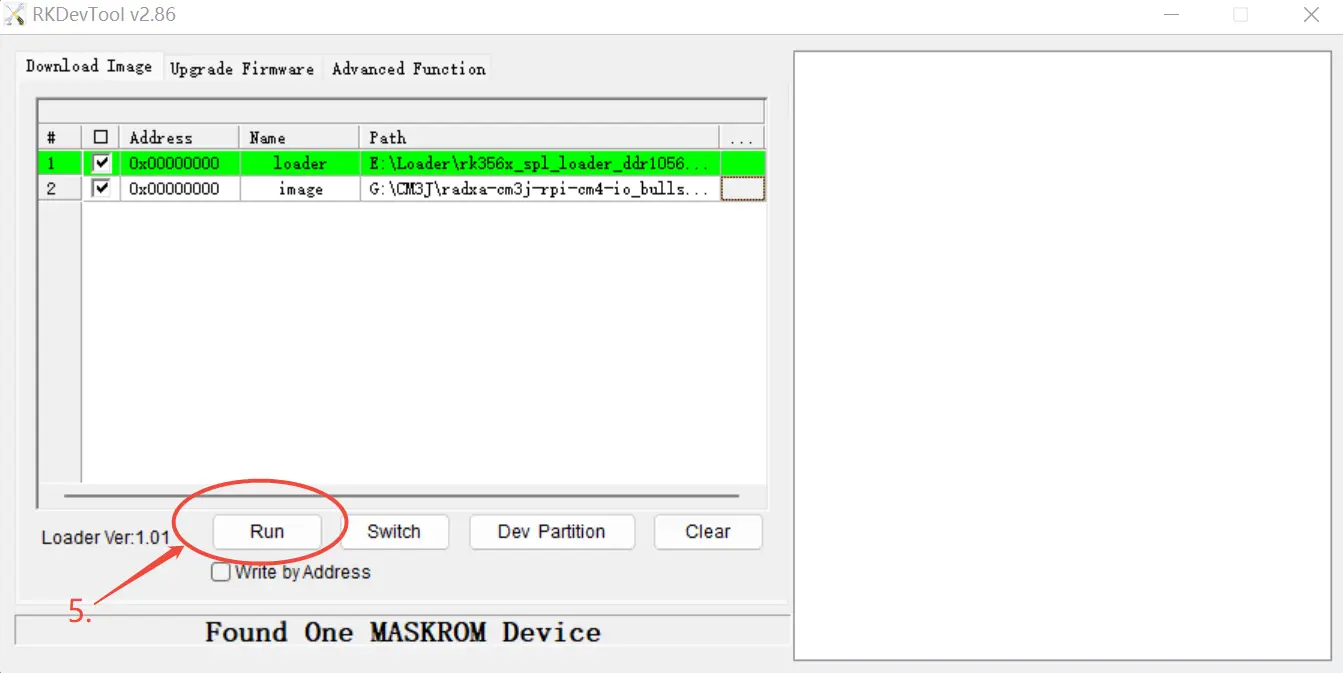 RKDevTool v2.86
Download Image Upgrade Firmware Advanced Function
# Address Name Path ...
1 0x00000000 loader E:\Loader\rk356x_spl_loader_ddr1056...
2 0x00000000 image G:\CM3J\radxa-cm3j-rpi-cm4-io_bulls...
Loader Ver:1.01 Run Switch Dev Partition Clear
Write by Address
5.
Found One MASKROM Device